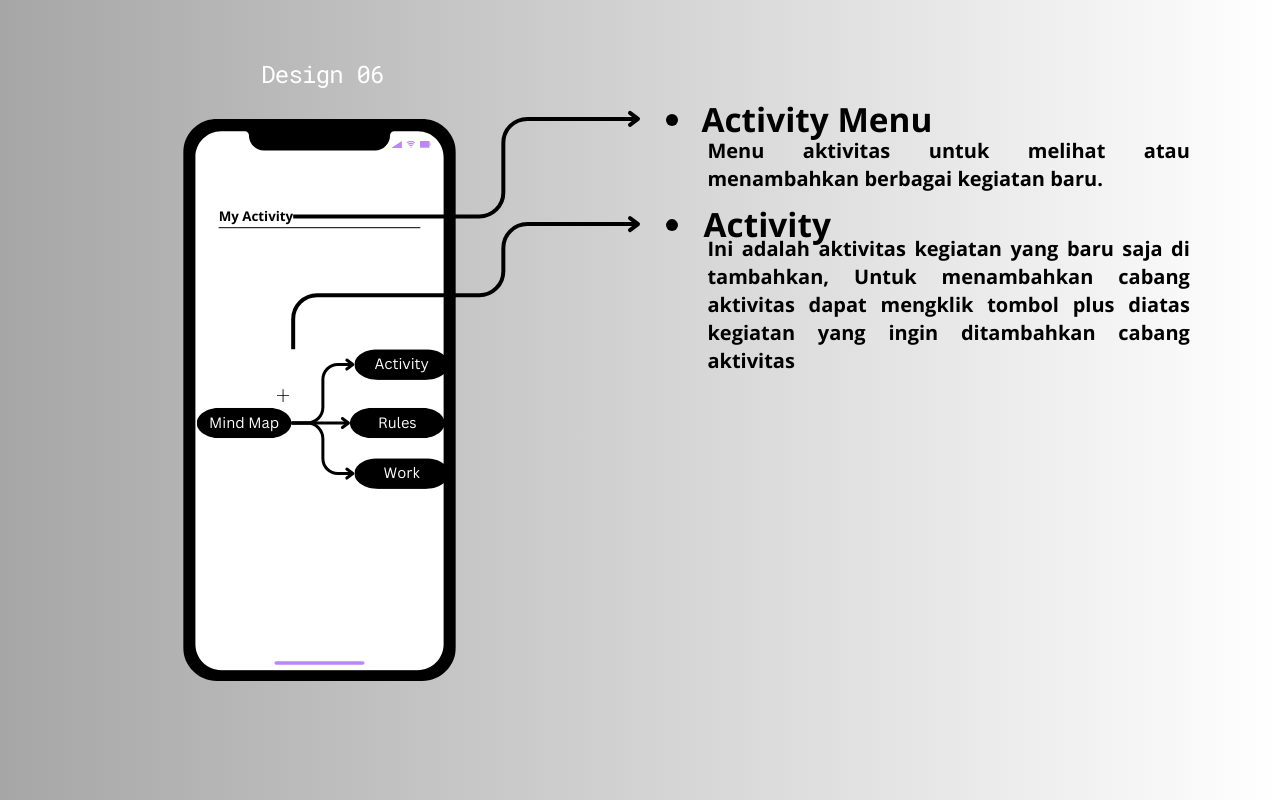 Design 06
My Activity
Activity
Mind Map
Rules
Work
• Activity Menu
Menu aktivitas untuk melihat atau
menambahkan berbagai kegiatan baru.
• Activity
Ini adalah aktivitas kegiatan yang baru saja di
tambahkan, Untuk menambahkan cabang
aktivitas dapat mengklik tombol plus diatas
kegiatan yang ingin ditambahkan cabang
aktivitas